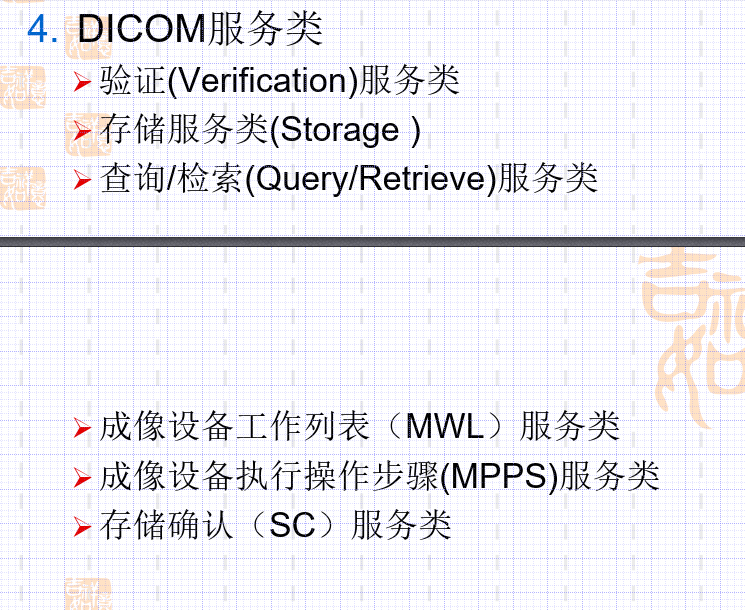 4. DICOM服务类
➢验证(Verification)服务类
➢存储服务类(Storage )
➢查询/检索(Query/Retrieve)服务类
➢成像设备工作列表（MWL）服务类
➢成像设备执行操作步骤(MPPS)服务类
➢存储确认（SC）服务类